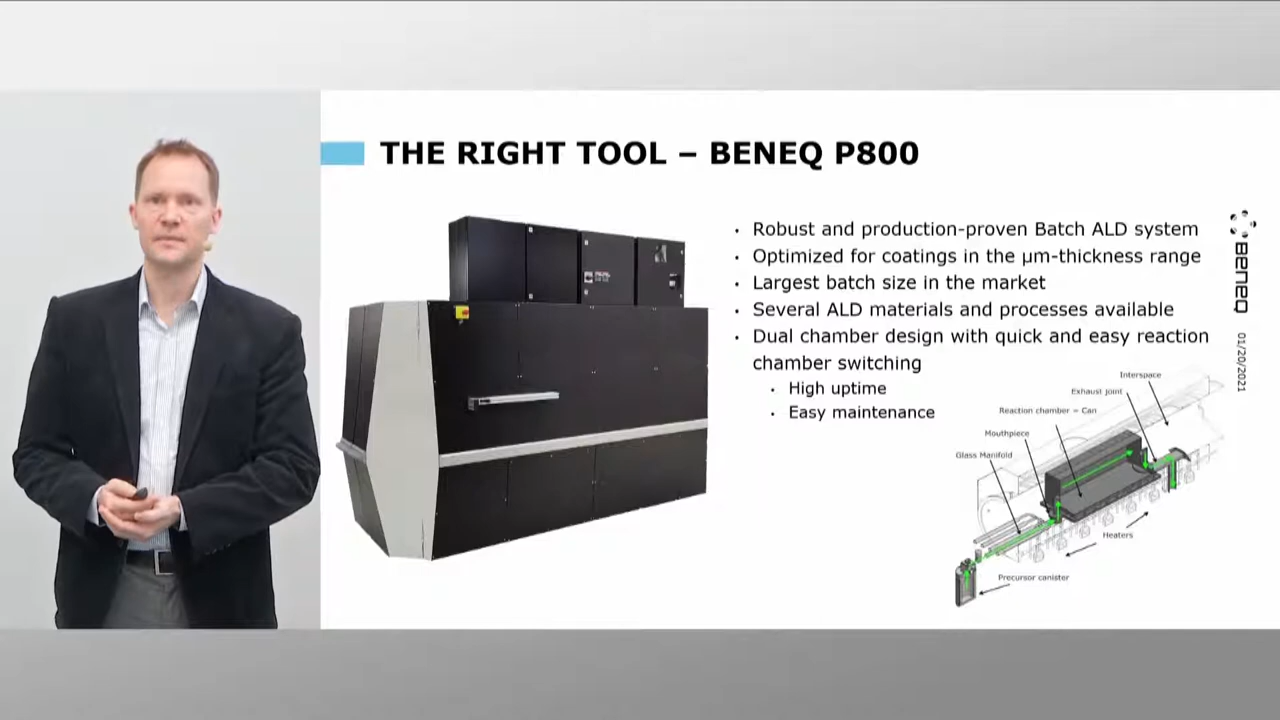 THE RIGHT TOOL – BENEQ P800
• Robust and production-proven Batch ALD system
• Optimized for coatings in the µm-thickness range
• Largest batch size in the market
• Several ALD materials and processes available
• Dual chamber design with quick and easy reaction
chamber switching
• High uptime
• Easy maintenance
Interspace
Exhaust joint
Reaction chamber = Can
Mouthpiece
Glass Manifold
Heaters
Precursor canister
BENEQ
01/20/2021